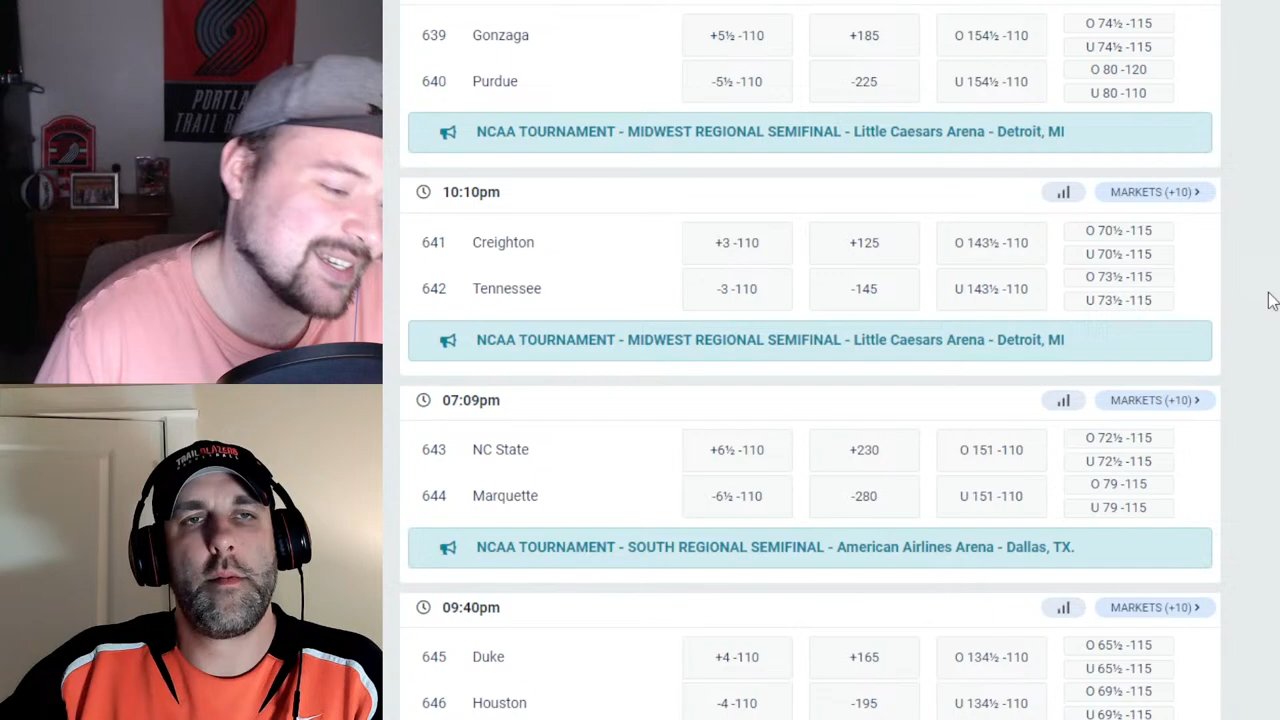 PORTLA
TRAIL
TRAIL BLAZERS
BASKETBALL
639 Gonzaga +5½ -110 +185 O 154½ -110 O 74½ -115
U 74½ -115
640 Purdue -5½ -110 -225 U 154½ -110 O 80 -120
U 80 -110
NCAA TOURNAMENT - MIDWEST REGIONAL SEMIFINAL - Little Caesars Arena - Detroit, MI
10:10pm MARKETS (+10)
641 Creighton +3 -110 +125 O 143½ -110 O 70½ -115
U 70½ -115
642 Tennessee -3 -110 -145 U 143½ -110 O 73½ -115
U 73½ -115
NCAA TOURNAMENT - MIDWEST REGIONAL SEMIFINAL - Little Caesars Arena - Detroit, MI
07:09pm MARKETS (+10)
643 NC State +6½ -110 +230 O 151 -110 O 72½ -115
U 72½ -115
644 Marquette -6½ -110 -280 U 151 -110 O 79 -115
U 79 -115
NCAA TOURNAMENT - SOUTH REGIONAL SEMIFINAL - American Airlines Arena - Dallas, TX.
09:40pm MARKETS (+10)
645 Duke +4 -110 +165 O 134½ -110 O 65½ -115
U 65½ -115
646 Houston -4 -110 -195 U 134½ -110 O 69½ -115
U 69½ -115